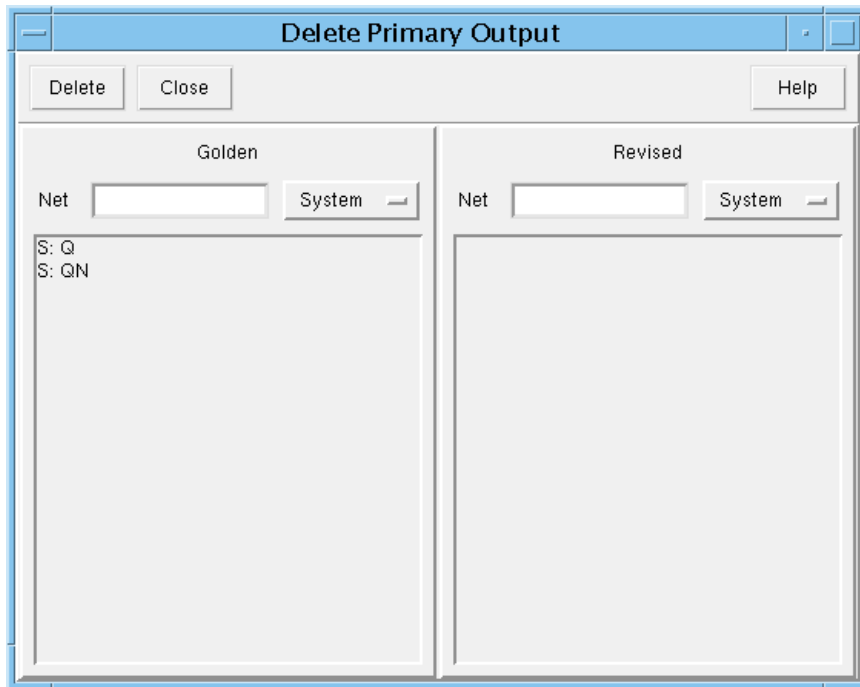 Delete Primary Output
Delete Close Help
Golden
Net System
S: Q
S: QN
Revised
Net System